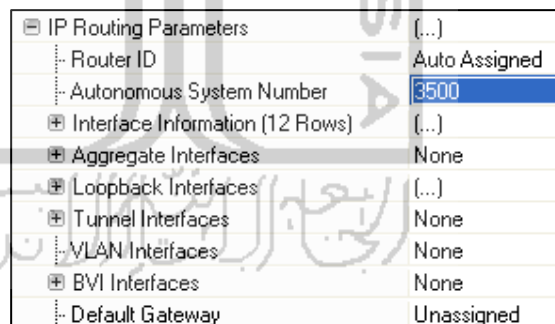 IP Routing Parameters (...)
Router ID Auto Assigned
Autonomous System Number 3500
Interface Information (12 Rows) (...)
Aggregate Interfaces None
Loopback Interfaces (...)
Tunnel Interfaces None
VLAN Interfaces None
BVI Interfaces None
Default Gateway Unassigned